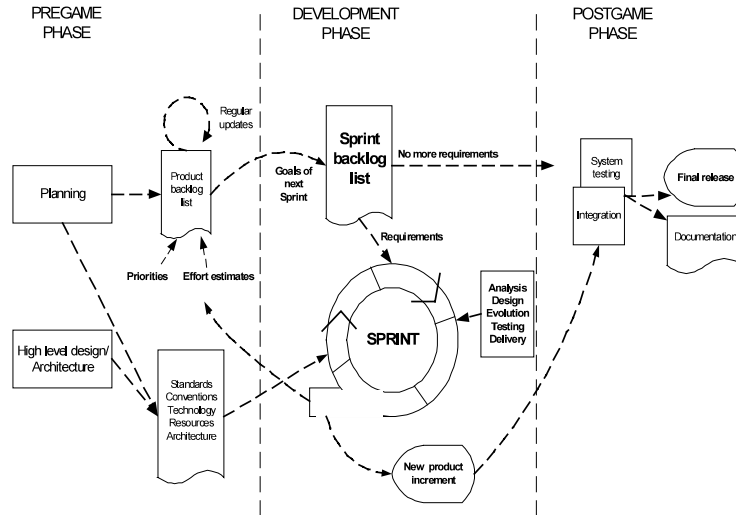 PREGAME
PHASE
DEVELOPMENT
PHASE
POSTGAME
PHASE
Regular
updates
Planning
Product
backlog
list
Goals of
next
Sprint
Sprint
backlog
list
No more requirements
System
testing
Final release
Integration
Documentation
Priorities
Effort estimates
Requirements
High level design/
Architecture
Standards
Conventions
Technology
Resources
Architecture
SPRINT
Analysis
Design
Evolution
Testing
Delivery
New product
increment